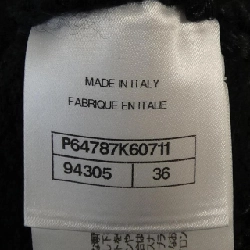 MADE IN ITALY
FABRIQUE EN ITALIE
P64787K60711
94305 36